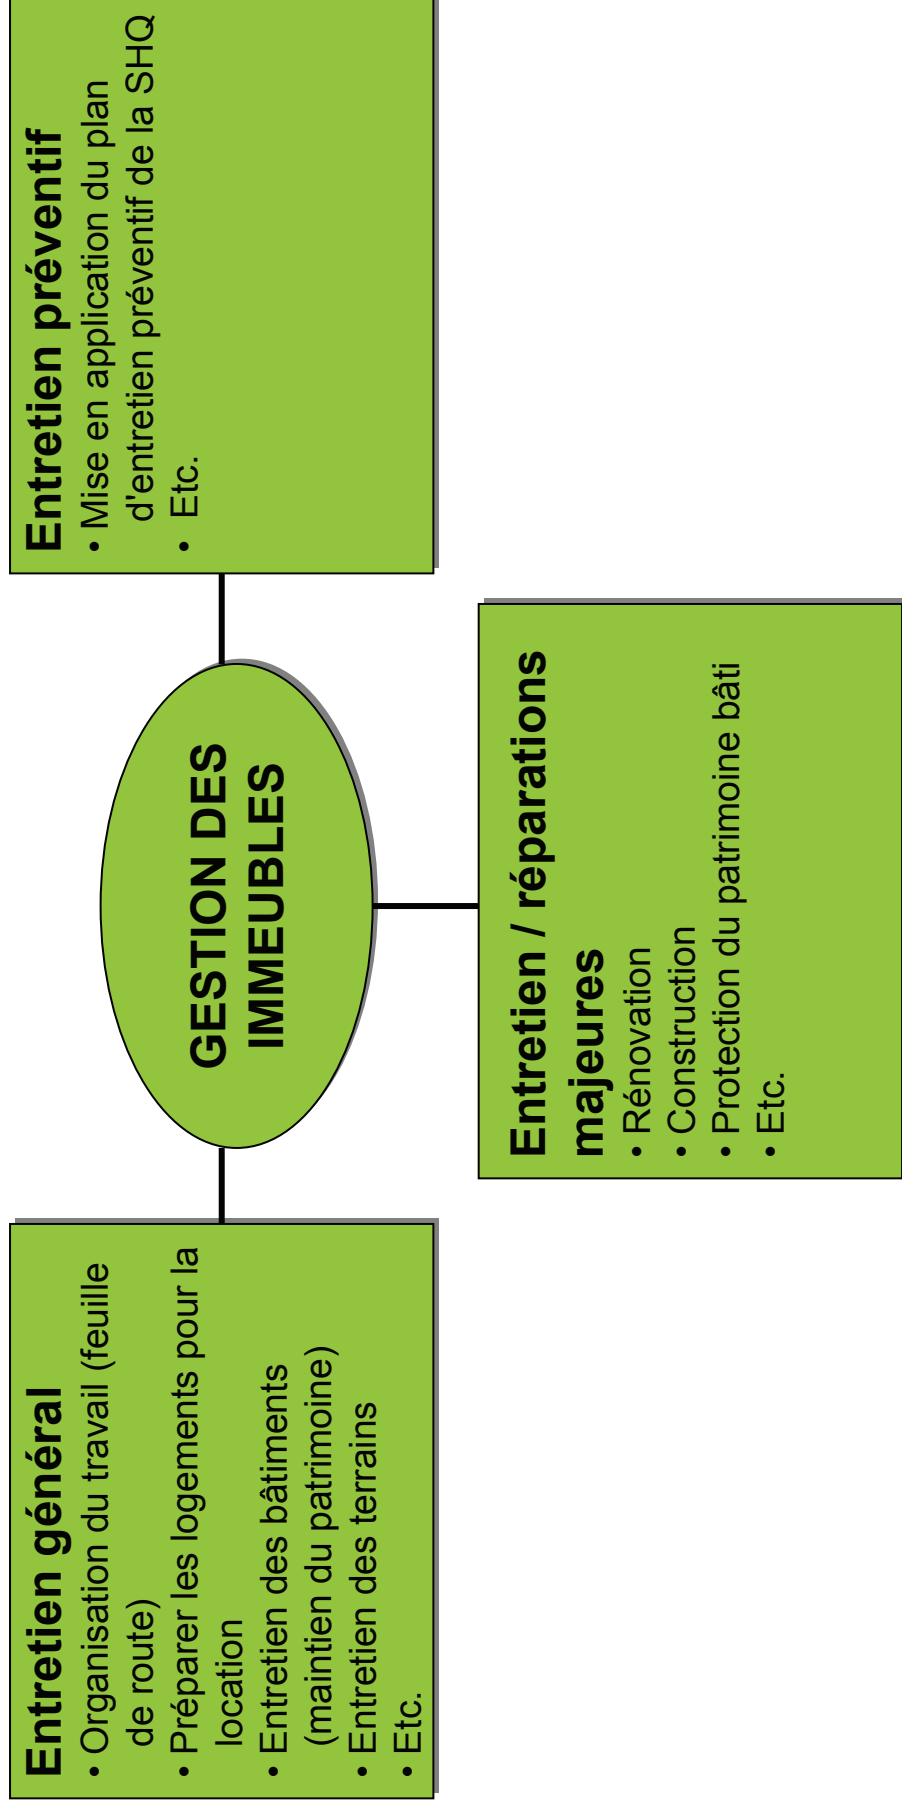 GESTION DES
IMMEUBLES
Entretien général
• Organisation du travail (feuille
de route)
• Préparer les logements pour la
location
• Entretien des bâtiments
(maintien du patrimoine)
• Entretien des terrains
• Etc.
Entretien / réparations
majeures
• Rénovation
• Construction
• Protection du patrimoine bâti
• Etc.
Entretien préventif
• Mise en application du plan
d'entretien préventif de la SHQ
• Etc.